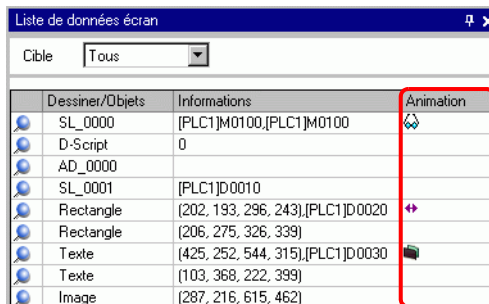 Liste de données écran
Cible Tous
Dessiner/Objets Informations Animation
SL_0000 [PLC1]M0100,[PLC1]M0100
D-Script 0
AD_0000
SL_0001 [PLC1]D0010
Rectangle (202, 193, 296, 243),[PLC1]D0020
Rectangle (206, 275, 326, 339)
Texte (425, 252, 544, 315),[PLC1]D0030
Texte (103, 368, 222, 399)
Image (287, 216, 615, 462)